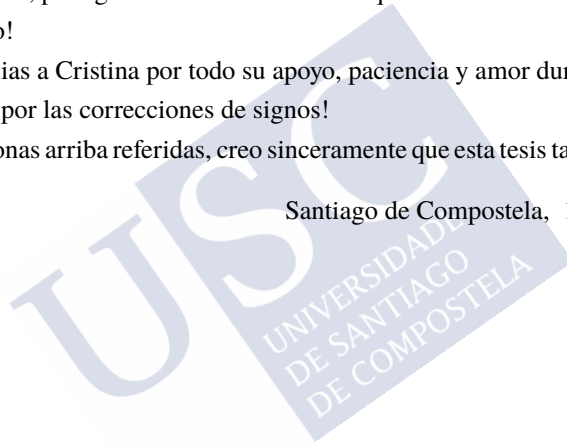 o!
ias a Cristina por todo su apoyo, paciencia y amor dur
por las correcciones de signos!
onas arriba referidas, creo sinceramente que esta tesis ta
Santiago de Compostela,
USC
UNIVERSIDADE
DE SANTIAGO
DE COMPOSTELA